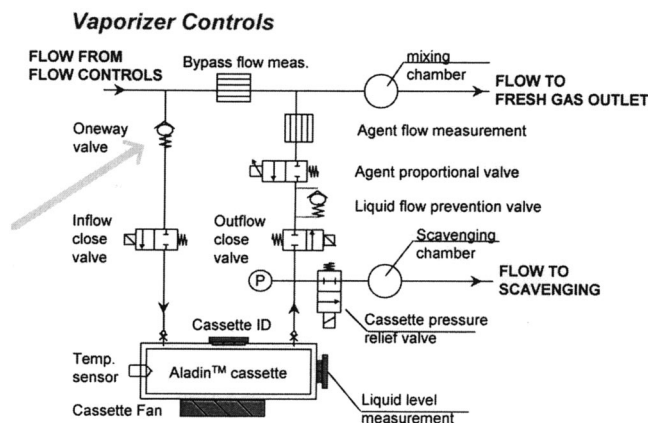 Vaporizer Controls
FLOW FROM
FLOW CONTROLS
Bypass flow meas.
mixing
chamber
FLOW TO
FRESH GAS OUTLET
Oneway
valve
Agent flow measurement
Agent proportional valve
Liquid flow prevention valve
Inflow
close
valve
Outflow
close
valve
Scavenging
chamber
P
FLOW TO
SCAVENGING
Cassette pressure
relief valve
Cassette ID
Temp.
sensor
Aladin™ cassette
Liquid level
measurement
Cassette Fan